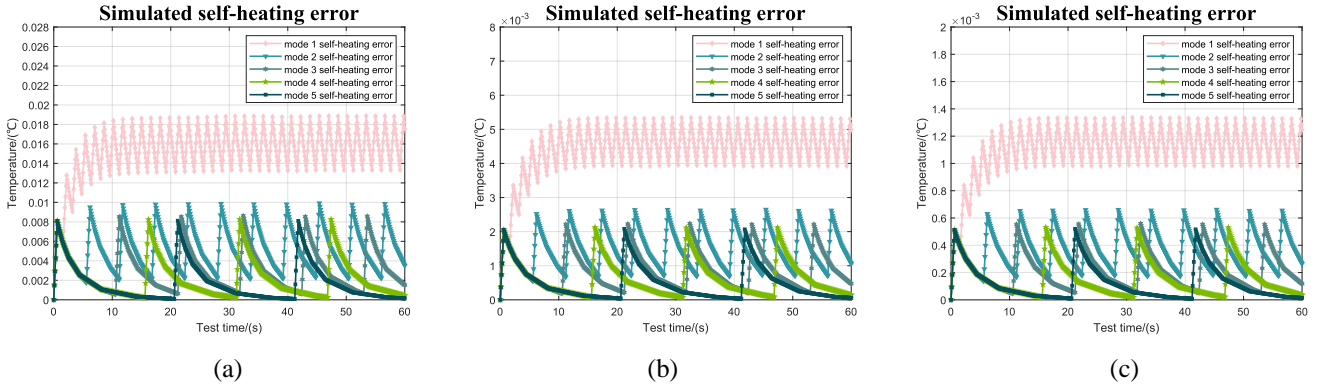 Simulated self-heating error
0.028
0.026
0.024
0.022
0.02
0.018
0.016
0.014
0.012
0.01
0.008
0.006
0.004
0.002
0
Temperature/(℃)
mode 1 self-heating error
mode 2 self-heating error
mode 3 self-heating error
mode 4 self-heating error
mode 5 self-heating error
0 10 20 30 40 50 60
Test time/(s)
(a)
Simulated self-heating error
×10⁻³
8
7
6
5
4
3
2
1
0
Temperature/(℃)
mode 1 self-heating error
mode 2 self-heating error
mode 3 self-heating error
mode 4 self-heating error
mode 5 self-heating error
0 10 20 30 40 50 60
Test time/(s)
(b)
Simulated self-heating error
×10⁻³
2
1.8
1.6
1.4
1.2
1
0.8
0.6
0.4
0.2
0
Temperature/(℃)
mode 1 self-heating error
mode 2 self-heating error
mode 3 self-heating error
mode 4 self-heating error
mode 5 self-heating error
0 10 20 30 40 50 60
Test time/(s)
(c)